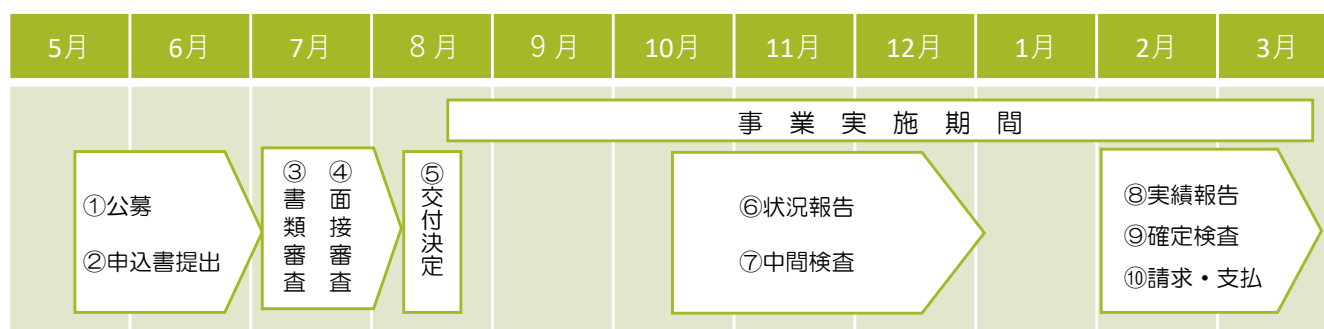 5月 6月 7月 8月 9月 10月 11月 12月 1月 2月 3月
事業実施期間
①公募
②申込書提出
③書類審査
④面接審査
⑤交付決定
⑥状況報告
⑦中間検査
⑧実績報告
⑨確定検査
⑩請求・支払